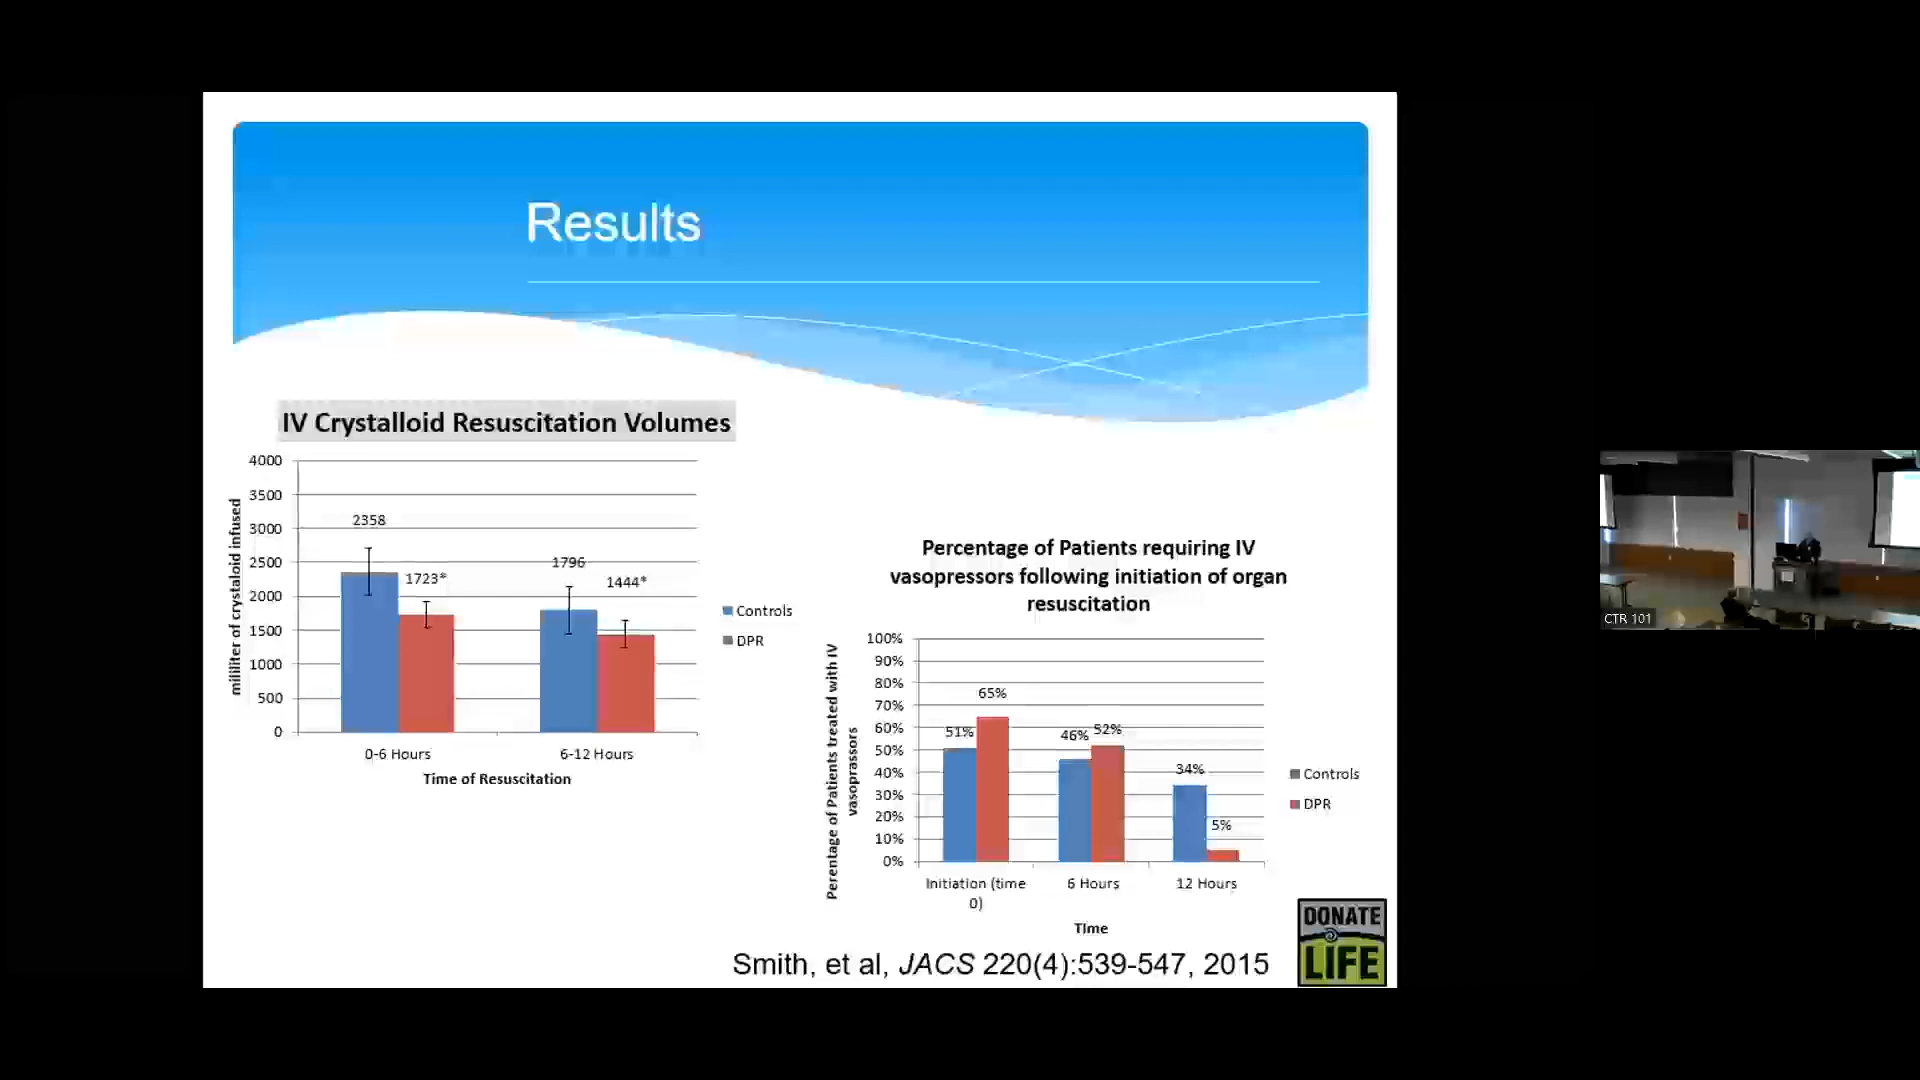 Results
IV Crystalloid Resuscitation Volumes
4000
3500
3000
2500
2000
1500
1000
500
0
mililiter of crystaloid infused
2358
1723*
1796
1444*
0-6 Hours
6-12 Hours
Time of Resuscitation
Controls
DPR
Percentage of Patients requiring IV
vasopressors following initiation of organ
resuscitation
100%
90%
80%
70%
60%
50%
40%
30%
20%
10%
0%
Perentage of Patients treated with IV
vasoprassors
51%
65%
46%
52%
34%
5%
Initiation (time
0)
6 Hours
12 Hours
Time
Controls
DPR
Smith, et al, JACS 220(4):539-547, 2015
DONATE
LIFE
CTR 101